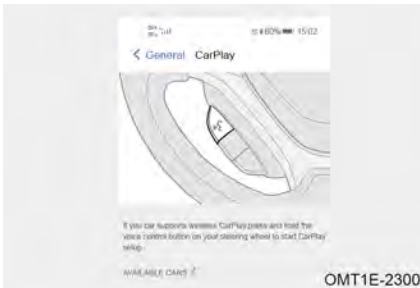 60% 15:02
< General CarPlay
If you car supports wireless CarPlay press and hold the
voice control button on your steering wheel to start CarPlay
setup.
AVAILABLE CARS
OMT1E-2300